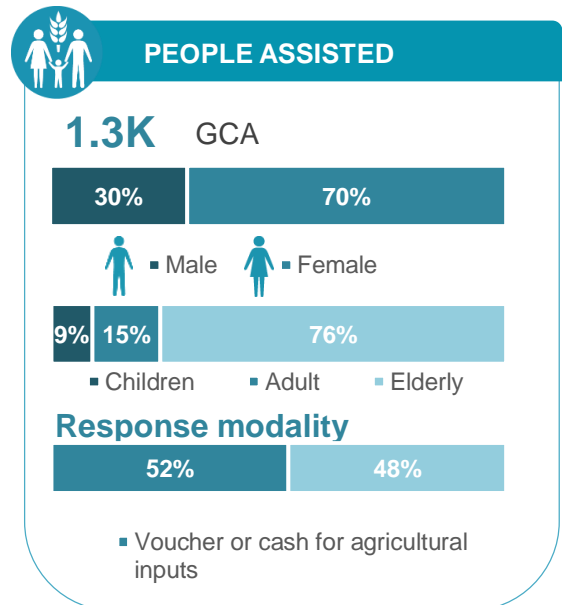 PEOPLE ASSISTED
1.3K GCA
30% 70%
Male Female
9% 15% 76%
Children Adult Elderly
Response modality
52% 48%
Voucher or cash for agricultural
inputs